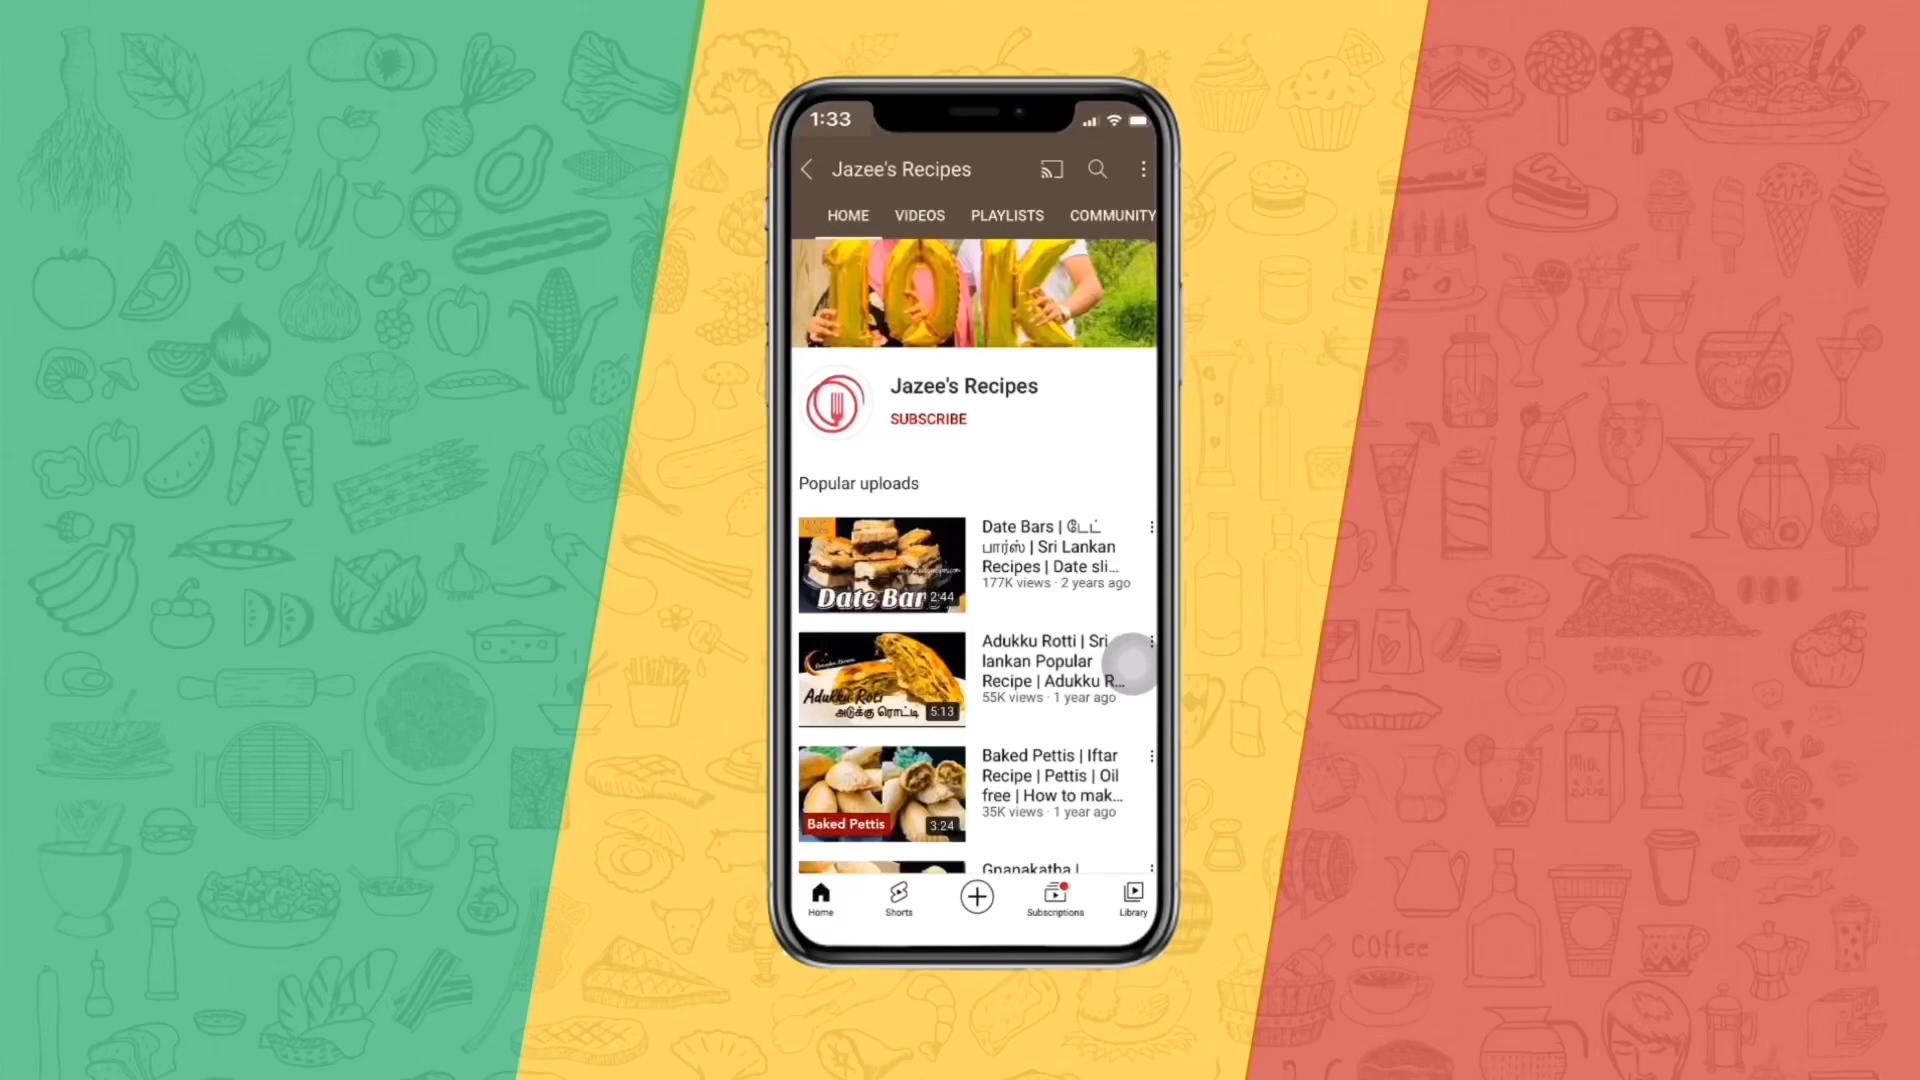 1:33
Jazee's Recipes
HOME VIDEOS PLAYLISTS COMMUNITY
10K
Jazee's Recipes
SUBSCRIBE
Popular uploads
Date Bars | டேட்
பார்ஸ் | Sri Lankan
Recipes | Date sli...
177K views · 2 years ago
Date Bar
2:44
Adukku Rotti | Sri
lankan Popular
Recipe | Adukku R...
55K views · 1 year ago
Adukku Roti
அடுக்கு ரொட்டி
5:13
Baked Pettis | Iftar
Recipe | Pettis | Oil
free | How to mak...
35K views · 1 year ago
Baked Pettis
3:24
Gnanakatha |
Home Shorts Subscriptions Library
Milk
coffee